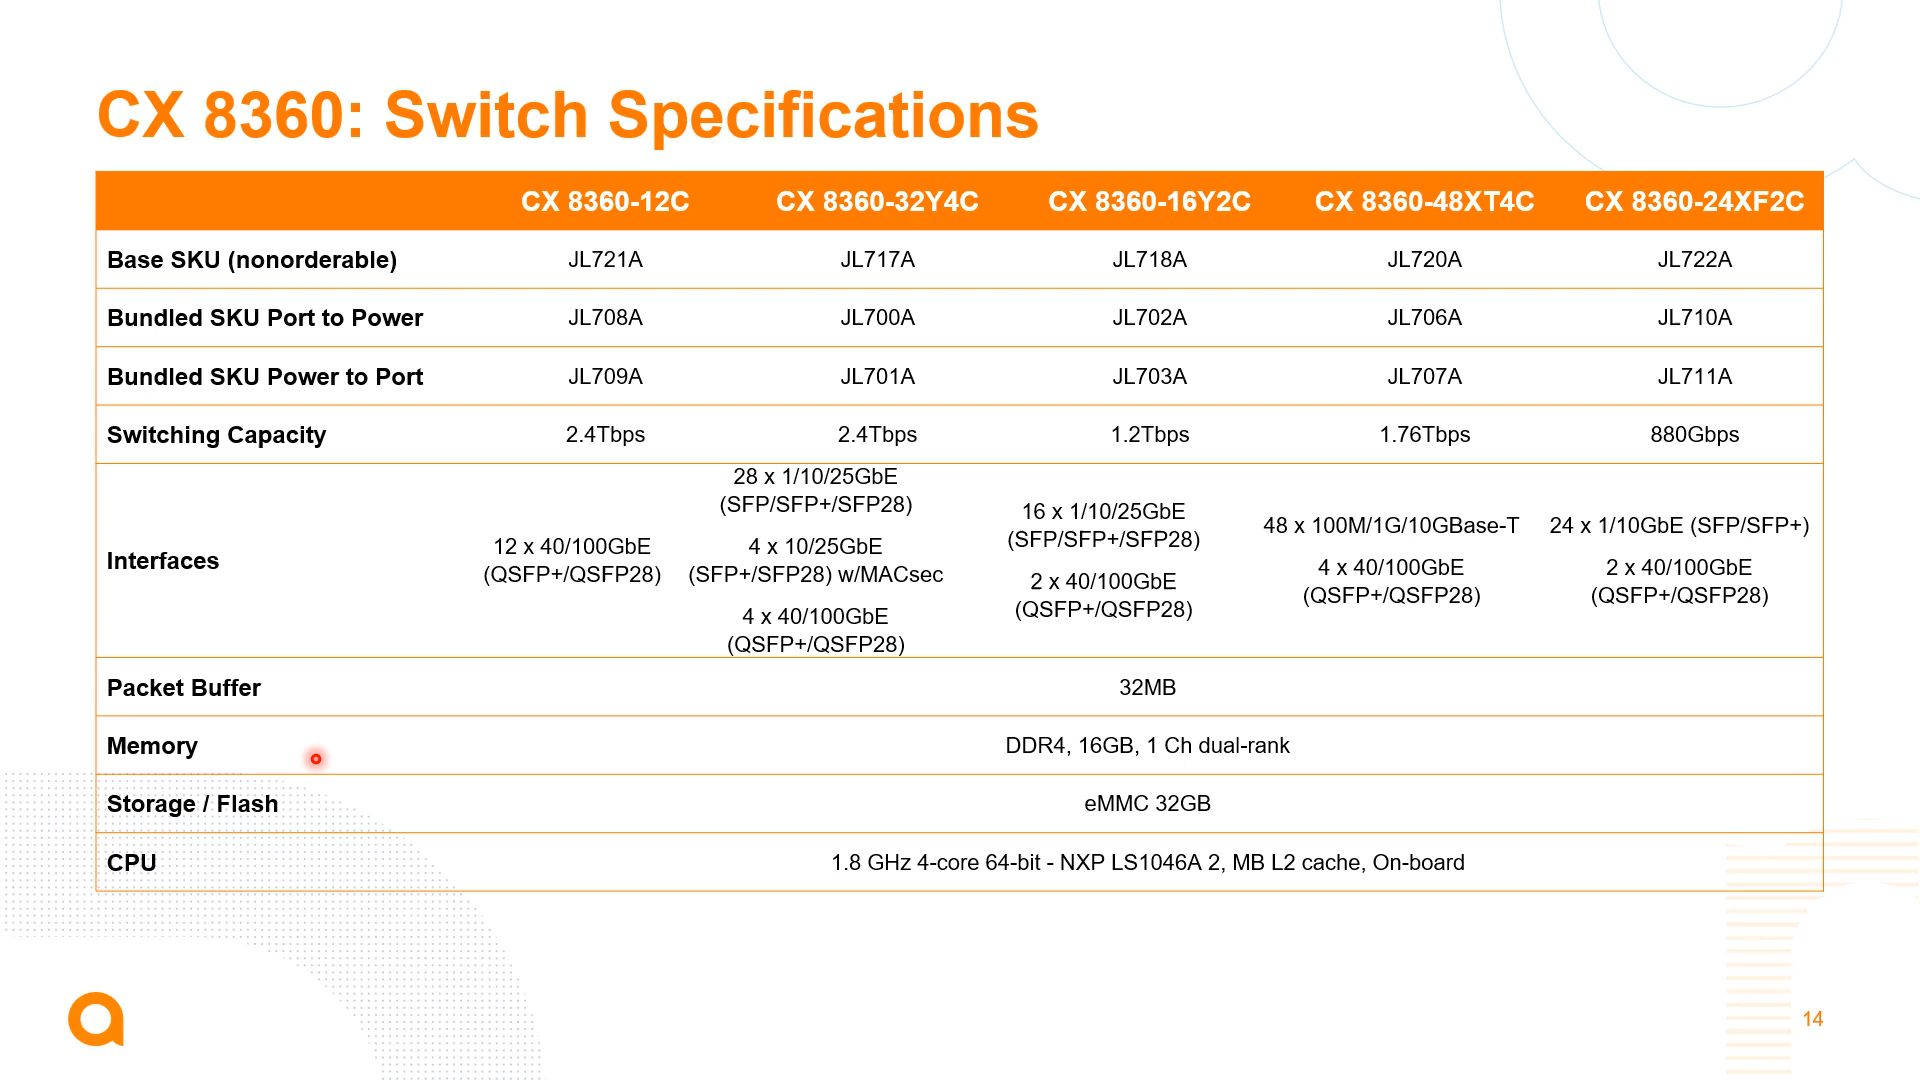 CX 8360: Switch Specifications
CX 8360-12C CX 8360-32Y4C CX 8360-16Y2C CX 8360-48XT4C CX 8360-24XF2C
Base SKU (nonorderable) JL721A JL717A JL718A JL720A JL722A
Bundled SKU Port to Power JL708A JL700A JL702A JL706A JL710A
Bundled SKU Power to Port JL709A JL701A JL703A JL707A JL711A
Switching Capacity 2.4Tbps 2.4Tbps 1.2Tbps 1.76Tbps 880Gbps
Interfaces
12 x 40/100GbE
(QSFP+/QSFP28)
28 x 1/10/25GbE
(SFP/SFP+/SFP28)
4 x 10/25GbE
(SFP+/SFP28) w/MACsec
4 x 40/100GbE
(QSFP+/QSFP28)
16 x 1/10/25GbE
(SFP/SFP+/SFP28)
2 x 40/100GbE
(QSFP+/QSFP28)
48 x 100M/1G/10GBase-T
4 x 40/100GbE
(QSFP+/QSFP28)
24 x 1/10GbE (SFP/SFP+)
2 x 40/100GbE
(QSFP+/QSFP28)
Packet Buffer 32MB
Memory DDR4, 16GB, 1 Ch dual-rank
Storage / Flash eMMC 32GB
CPU 1.8 GHz 4-core 64-bit - NXP LS1046A 2, MB L2 cache, On-board
14